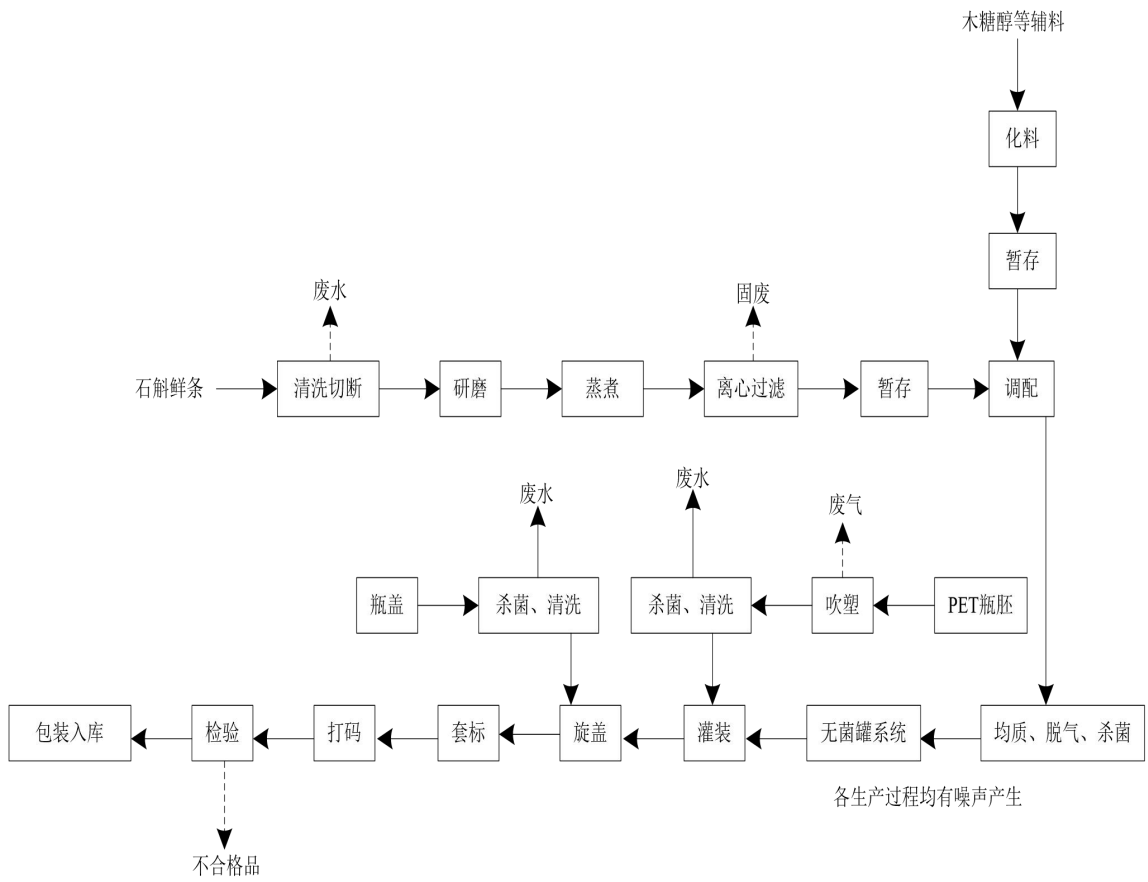 木糖醇等辅料
化料
暂存
废水
固废
石斛鲜条
清洗切断
研磨
蒸煮
离心过滤
暂存
调配
废水
废水
废气
瓶盖
杀菌、清洗
杀菌、清洗
吹塑
PET瓶胚
包装入库
检验
打码
套标
旋盖
灌装
无菌罐系统
均质、脱气、杀菌
各生产过程均有噪声产生
不合格品